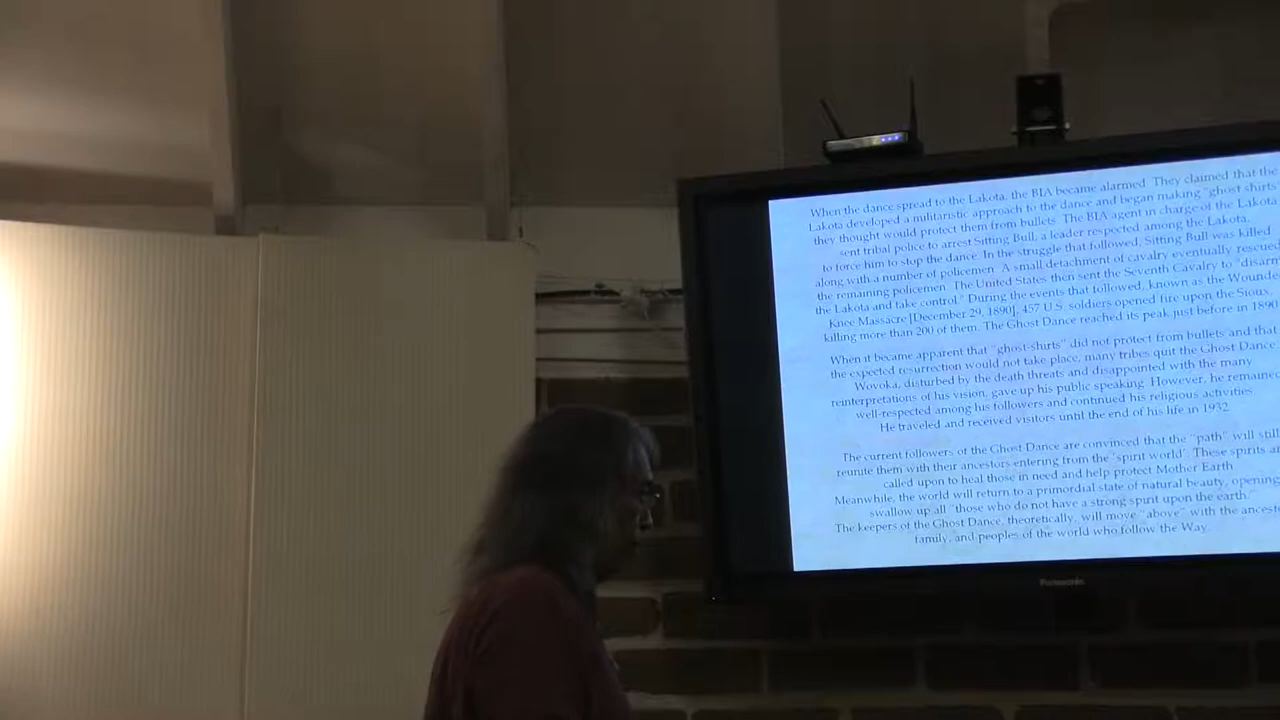 When the dance spread to the Lakota, the BIA became alarmed. They claimed that the
Lakota developed a militaristic approach to the dance and began making "ghost shirts"
they thought would protect them from bullets. The BIA agent in charge of the Lakota
sent tribal police to arrest Sitting Bull, a leader respected among the Lakota,
to force him to stop the dance. In the struggle that followed, Sitting Bull was killed
along with a number of policemen. A small detachment of cavalry eventually rescued
the remaining policemen. The United States then sent the Seventh Cavalry to "disarm
the Lakota and take control." During the events that followed, known as the Wounde
Knee Massacre [December 29, 1890], 457 U.S. soldiers opened fire upon the Sioux,
killing more than 200 of them. The Ghost Dance reached its peak just before in 1890
When it became apparent that "ghost-shirts" did not protect from bullets and that
the expected resurrection would not take place, many tribes quit the Ghost Dance.
Wovoka, disturbed by the death threats and disappointed with the many
reinterpretations of his vision, gave up his public speaking. However, he remained
well-respected among his followers and continued his religious activities
He traveled and received visitors until the end of his life in 1932
The current followers of the Ghost Dance are convinced that the "path" will still
reunite them with their ancestors entering from the "spirit world". These spirits ar
called upon to heal those in need and help protect Mother Earth
Meanwhile, the world will return to a primordial state of natural beauty, opening
swallow up all "those who do not have a strong spirit upon the earth."
The keepers of the Ghost Dance, theoretically, will move "above" with the anceste
family, and peoples of the world who follow the Way
Panasonic